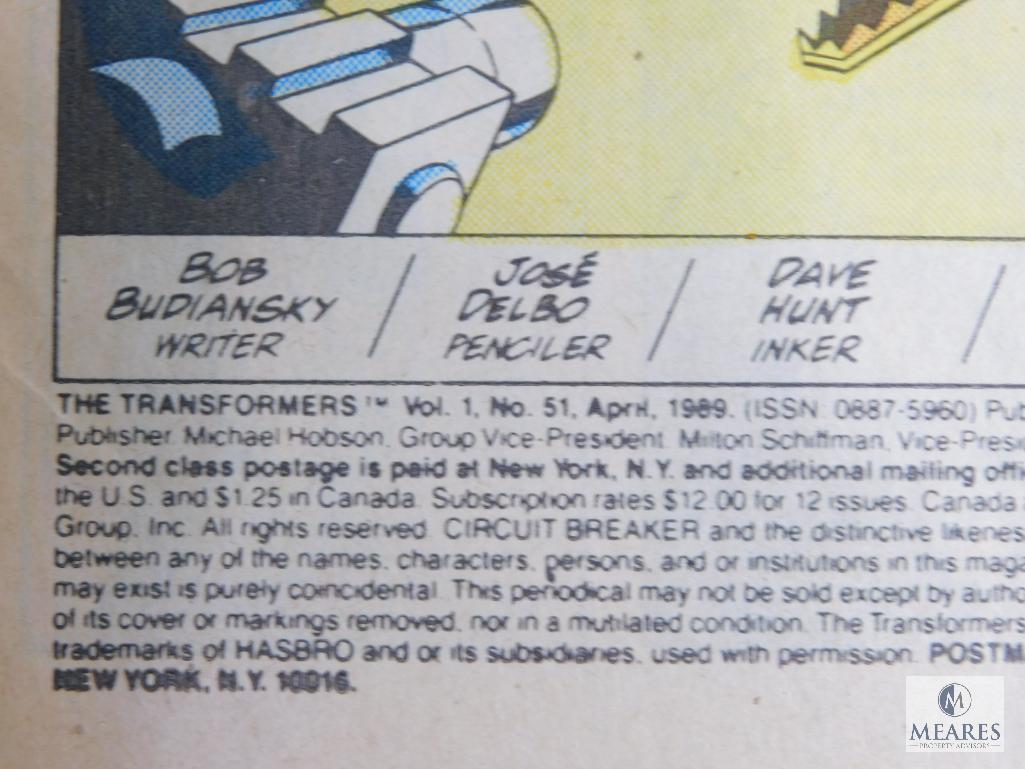 BOB
BUDIANSKY
WRITER
JOSÉ
DELBO
PENCILER
DAVE
HUNT
INKER
THE TRANSFORMERS™ Vol. 1, No. 51, April, 1989. (ISSN: 0887-5960)
Publisher. Michael Hobson, Group Vice-President. Milton Schiffman, Vice-
Second class postage is paid at New York, N.Y. and additional mailing
the U.S. and $1.25 in Canada. Subscription rates $12.00 for 12 issues. Canada
Group, Inc. All rights reserved. CIRCUIT BREAKER and the distinctive
between any of the names, characters, persons, and or institutions in this
may exist is purely coincidental. This periodical may not be sold except by
of its cover or markings removed, nor in a mutilated condition. The Transformers
trademarks of HASBRO and or its subsidiaries, used with permission.
NEW YORK, N.Y. 10016.
M
MEARES
PROPERTY ADVISORS